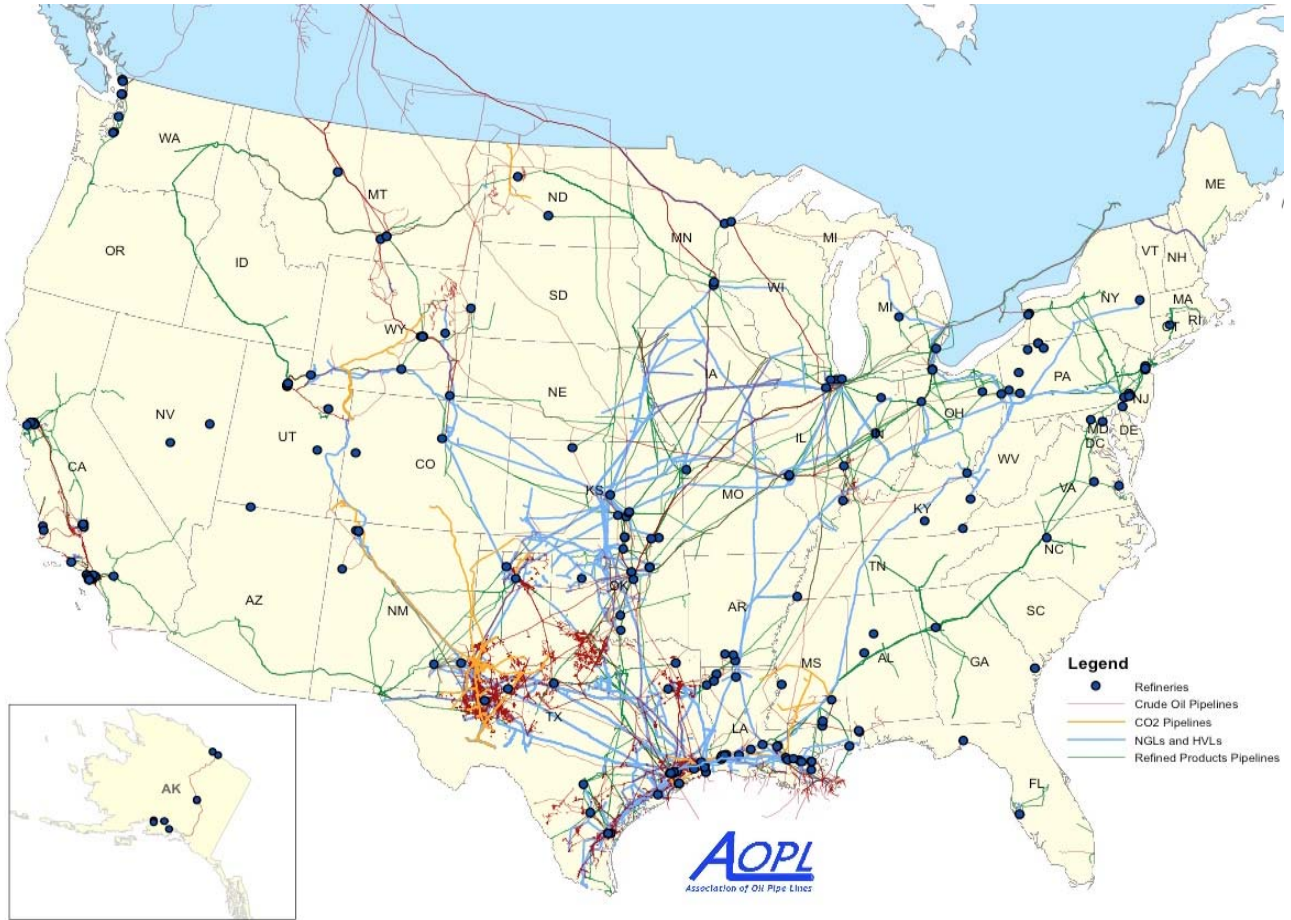 WA
MT
ND
ME
OR
ID
MN
MI
VT
NH
SD
WI
MI
NY
MA
RI
CT
WY
IA
PA
NE
NJ
OH
NV
UT
IL
IN
MD
DE
DC
CA
CO
WV
KS
MO
VA
KY
NC
TN
OK
AZ
NM
AR
SC
MS
AL
GA
TX
LA
FL
AK
Legend
Refineries
Crude Oil Pipelines
CO2 Pipelines
NGLs and HVLs
Refined Products Pipelines
AOPL
Association of Oil Pipe Lines